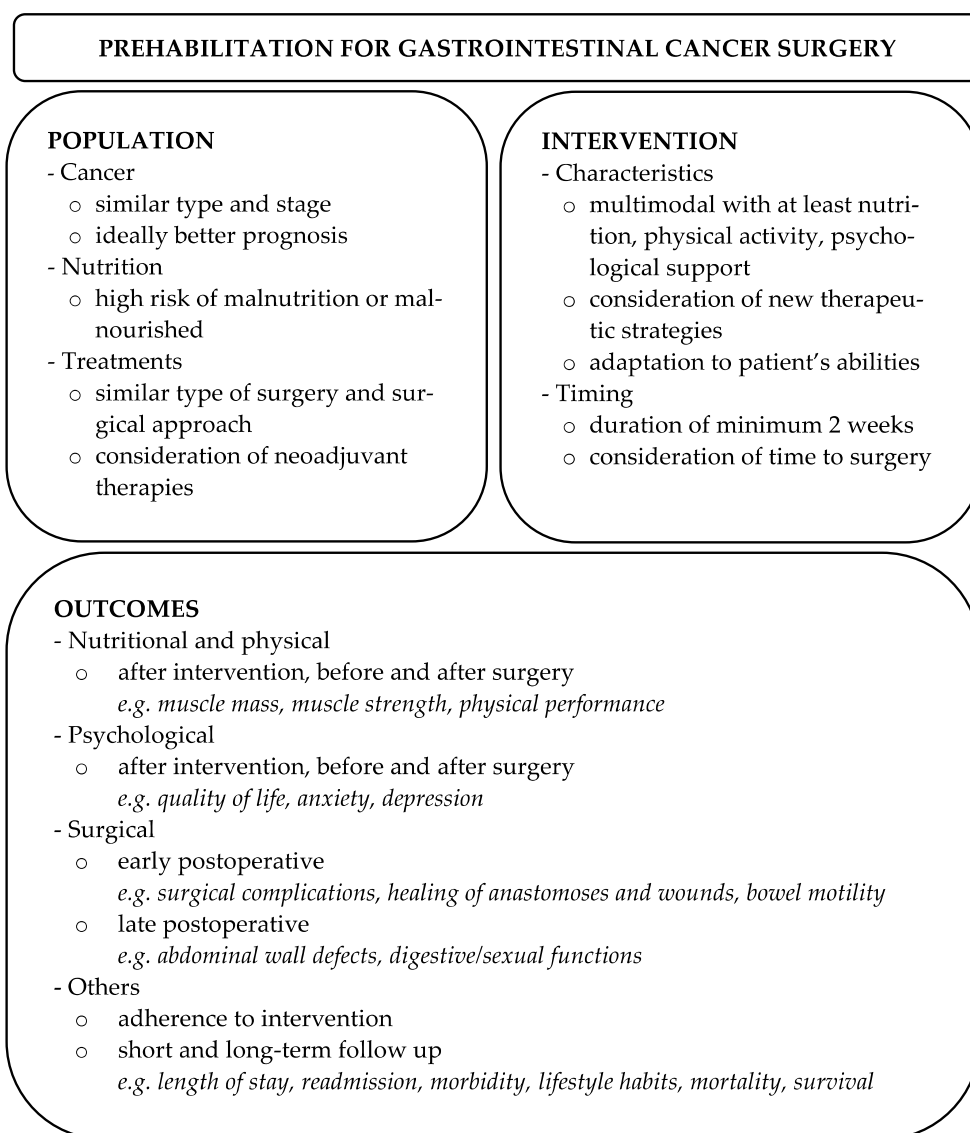 PREHABILITATION FOR GASTROINTESTINAL CANCER SURGERY
POPULATION
- Cancer
o similar type and stage
o ideally better prognosis
- Nutrition
o high risk of malnutrition or mal-
nourished
- Treatments
o similar type of surgery and sur-
gical approach
o consideration of neoadjuvant
therapies
INTERVENTION
- Characteristics
o multimodal with at least nutri-
tion, physical activity, psycho-
logical support
o consideration of new therapeu-
tic strategies
o adaptation to patient’s abilities
- Timing
o duration of minimum 2 weeks
o consideration of time to surgery
OUTCOMES
- Nutritional and physical
o after intervention, before and after surgery
e.g. muscle mass, muscle strength, physical performance
- Psychological
o after intervention, before and after surgery
e.g. quality of life, anxiety, depression
- Surgical
o early postoperative
e.g. surgical complications, healing of anastomoses and wounds, bowel motility
o late postoperative
e.g. abdominal wall defects, digestive/sexual functions
- Others
o adherence to intervention
o short and long-term follow up
e.g. length of stay, readmission, morbidity, lifestyle habits, mortality, survival